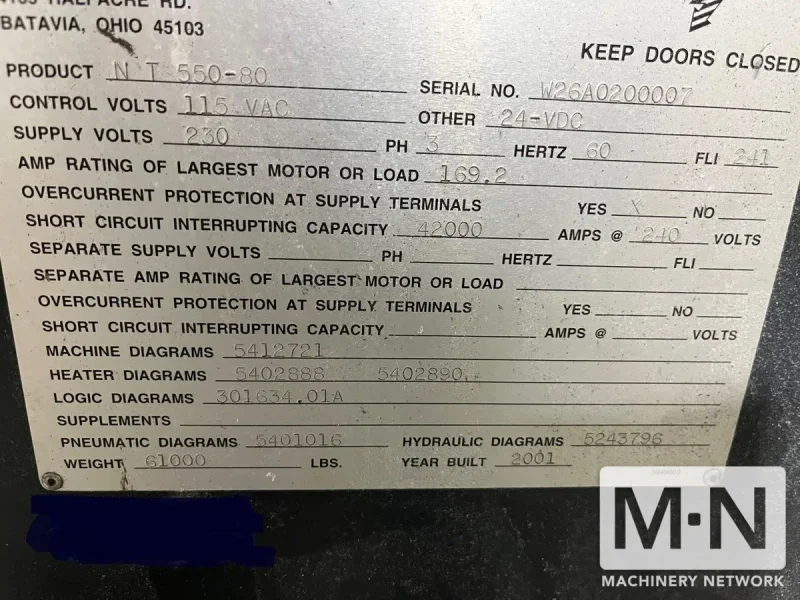 HALFACRE RD.
BATAVIA, OHIO 45103
KEEP DOORS CLOSED
PRODUCT N T 550-80
SERIAL NO. W26A0200007
CONTROL VOLTS 115 VAC
OTHER 24-VDC
SUPPLY VOLTS 230 PH 3 HERTZ 60 FLI 241
AMP RATING OF LARGEST MOTOR OR LOAD 169.2
OVERCURRENT PROTECTION AT SUPPLY TERMINALS YES X NO
SHORT CIRCUIT INTERRUPTING CAPACITY 42000 AMPS @ 240 VOLTS
SEPARATE SUPPLY VOLTS PH HERTZ FLI
SEPARATE AMP RATING OF LARGEST MOTOR OR LOAD
OVERCURRENT PROTECTION AT SUPPLY TERMINALS YES NO
SHORT CIRCUIT INTERRUPTING CAPACITY AMPS @ VOLTS
MACHINE DIAGRAMS 5412721
HEATER DIAGRAMS 5402888 5402890
LOGIC DIAGRAMS 301634.01A
SUPPLEMENTS
PNEUMATIC DIAGRAMS 5401016 HYDRAULIC DIAGRAMS 5243796
WEIGHT 61000 LBS. YEAR BUILT 2001
M·N
MACHINERY NETWORK